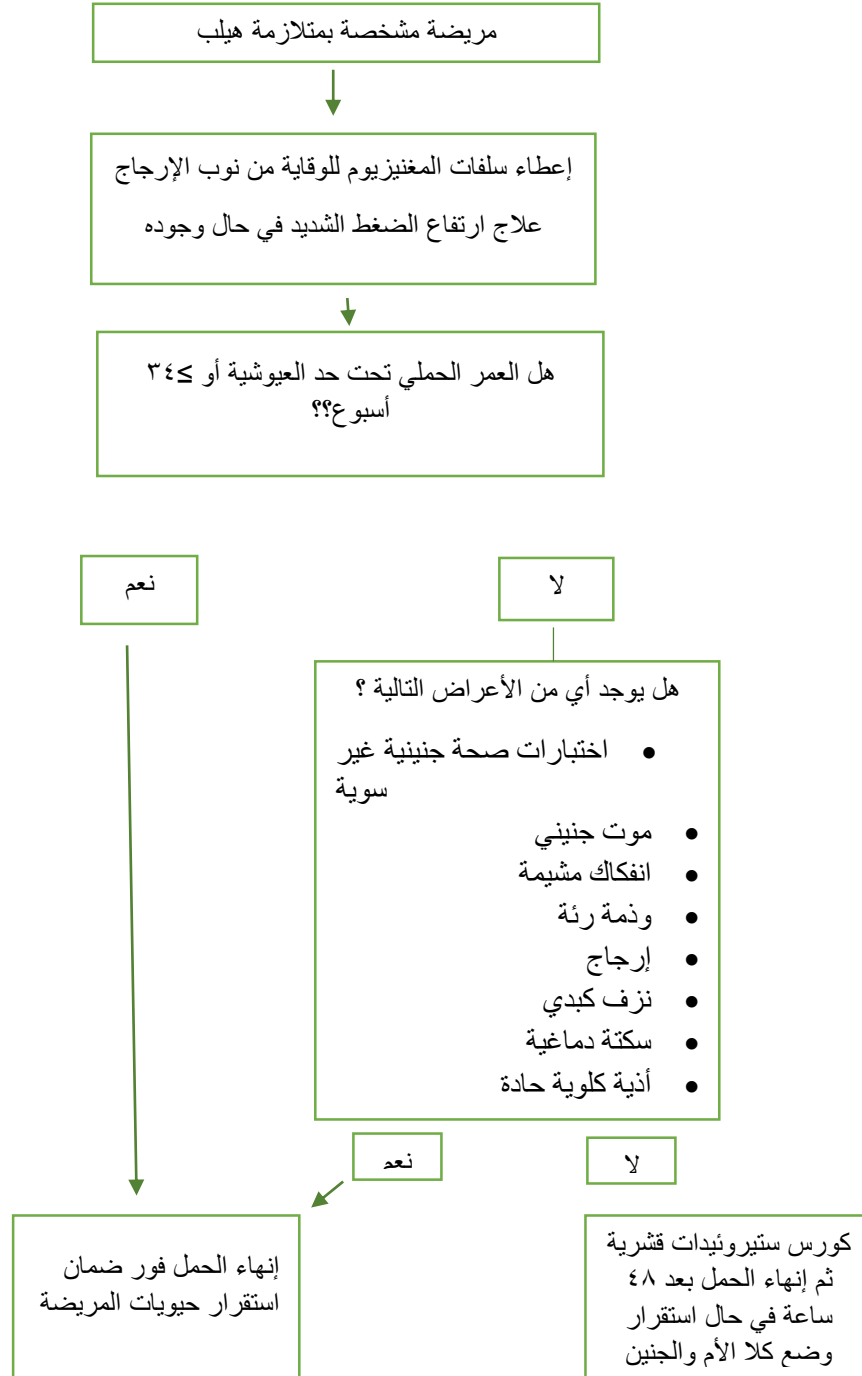 مريضة مشخصة بمتلازمة هيلب
إعطاء سلفات المغنيزيوم للوقاية من نوب الإرجاج
علاج ارتفاع الضغط الشديد في حال وجوده
هل العمر الحملي تحت حد العيوشية أو ≥٣٤
أسبوع؟؟
نعم
لا
هل يوجد أي من الأعراض التالية ؟
• اختبارات صحة جنينية غير
سوية
• موت جنيني
• انفكاك مشيمة
• وذمة رئة
• إرجاج
• نزف كبدي
• سكتة دماغية
• أذية كلوية حادة
نعم
لا
إنهاء الحمل فور ضمان
استقرار حيويات المريضة
كورس ستيروئيدات قشرية
ثم إنهاء الحمل بعد ٤٨
ساعة في حال استقرار
وضع كلا الأم والجنين